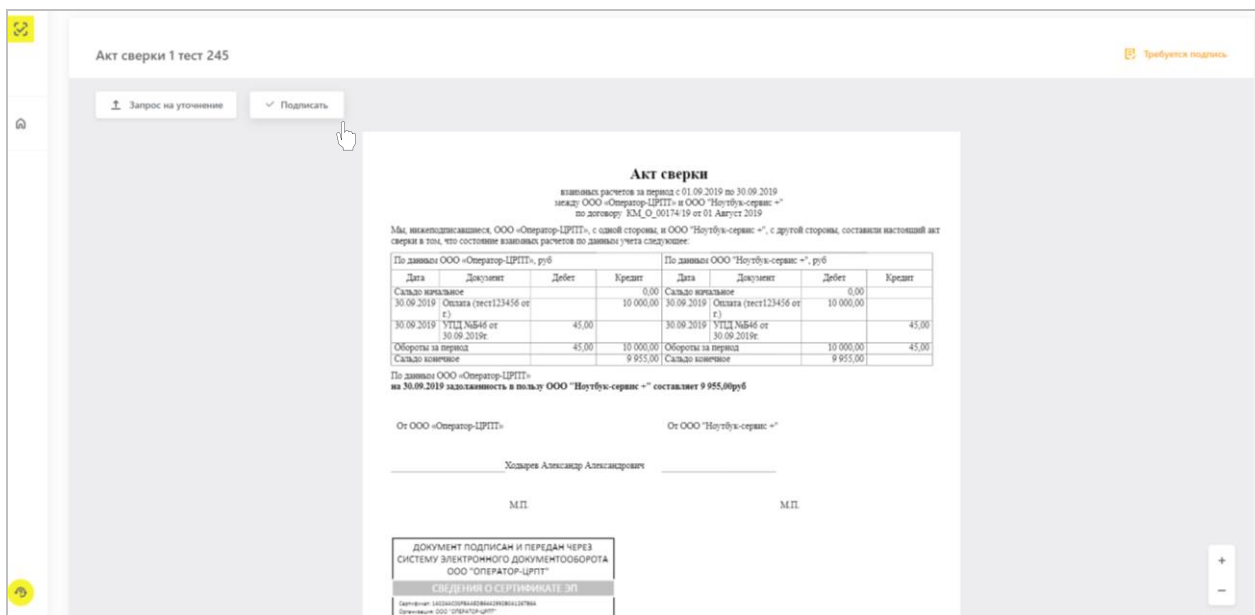 Акт сверки 1 тест 245
Требуется подпись
Запрос на уточнение
Подписать
Акт сверки
взаимных расчетов за период с 01.09.2019 по 30.09.2019
между ООО «Оператор-ЦРПТ» и ООО "Ноутбук-сервис +"
по договору КМ_О_00174/19 от 01 Август 2019
Мы, нижеподписавшиеся, ООО «Оператор-ЦРПТ», с одной стороны, и ООО "Ноутбук-сервис +", с другой стороны, составили настоящий акт
сверки в том, что состояние взаимных расчетов по данным учета следующее:
По данным ООО «Оператор-ЦРПТ», руб По данным ООО "Ноутбук-сервис +", руб
Дата Документ Дебет Кредит Дата Документ Дебет Кредит
Сальдо начальное 0,00 Сальдо начальное 0,00
30.09.2019 Оплата (тест123456 от 10 000,00 30.09.2019 Оплата (тест123456 от 10 000,00
г.) г.)
30.09.2019 УПД №Б46 от 45,00 30.09.2019 УПД №Б46 от 45,00
30.09.2019г. 30.09.2019г.
Обороты за период 45,00 10 000,00 Обороты за период 10 000,00 45,00
Сальдо конечное 9 955,00 Сальдо конечное 9 955,00
По данным ООО «Оператор-ЦРПТ»
на 30.09.2019 задолженность в пользу ООО "Ноутбук-сервис +" составляет 9 955,00руб
От ООО «Оператор-ЦРПТ» От ООО "Ноутбук-сервис +"
Ходырев Александр Александрович
М.П. М.П.
ДОКУМЕНТ ПОДПИСАН И ПЕРЕДАН ЧЕРЕЗ
СИСТЕМУ ЭЛЕКТРОННОГО ДОКУМЕНТООБОРОТА
ООО "ОПЕРАТОР-ЦРПТ"
СВЕДЕНИЯ О СЕРТИФИКАТЕ ЭП
Сертификат:
Организация: ООО "ОПЕРАТОР-ЦРПТ"